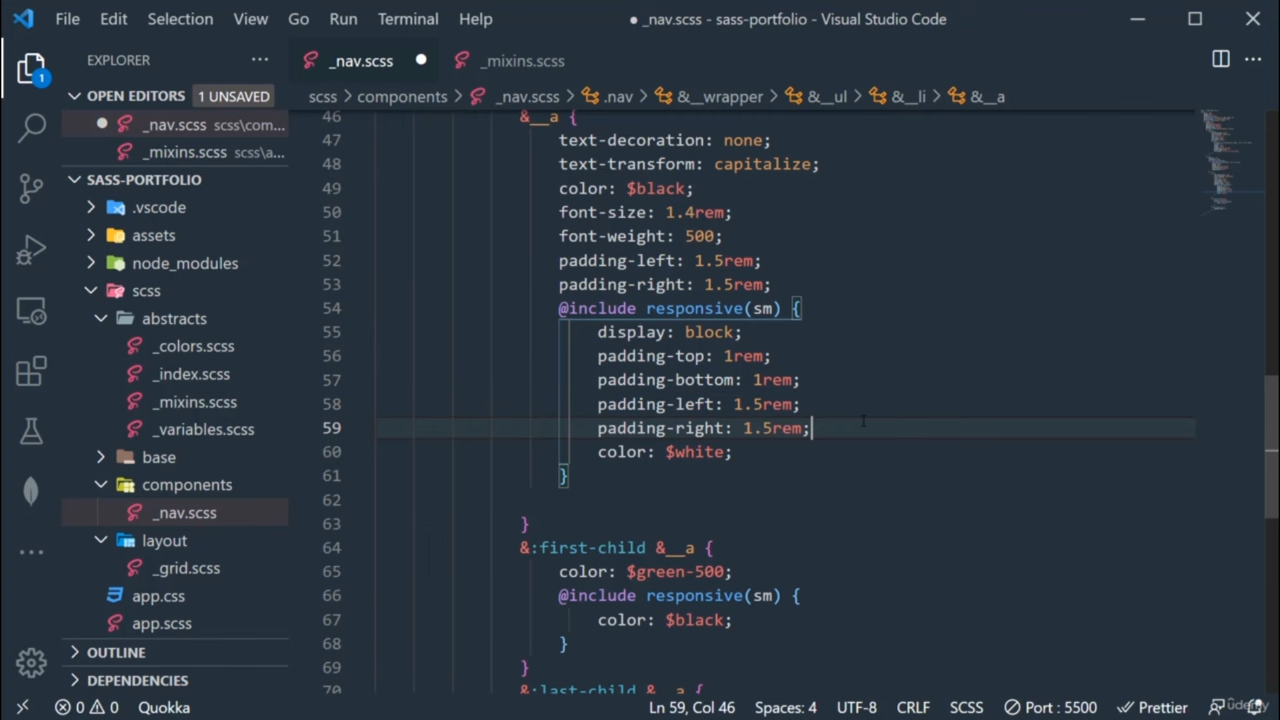 File Edit Selection View Go Run Terminal Help ● _nav.scss - sass-portfolio - Visual Studio Code
EXPLORER ···
_nav.scss ●
_mixins.scss
OPEN EDITORS 1 UNSAVED
scss > components > _nav.scss > .nav > &__wrapper > &__ul > &__li > &__a
1
● _nav.scss scss\com...
_mixins.scss scss\a...
SASS-PORTFOLIO
.vscode
assets
node_modules
scss
abstracts
_colors.scss
_index.scss
_mixins.scss
_variables.scss
base
components
_nav.scss
layout
_grid.scss
app.css
app.scss
OUTLINE
DEPENDENCIES
46 &__a {
47 text-decoration: none;
48 text-transform: capitalize;
49 color: $black;
50 font-size: 1.4rem;
51 font-weight: 500;
52 padding-left: 1.5rem;
53 padding-right: 1.5rem;
54 @include responsive(sm) {
55 display: block;
56 padding-top: 1rem;
57 padding-bottom: 1rem;
58 padding-left: 1.5rem;
59 padding-right: 1.5rem;
60 color: $white;
61 }
62
63 }
64 &:first-child &__a {
65 color: $green-500;
66 @include responsive(sm) {
67 color: $black;
68 }
69 }
70 &:last-child &__a {
0 0 Quokka Ln 59, Col 46 Spaces: 4 UTF-8 CRLF SCSS Port : 5500 Prettier
udemy